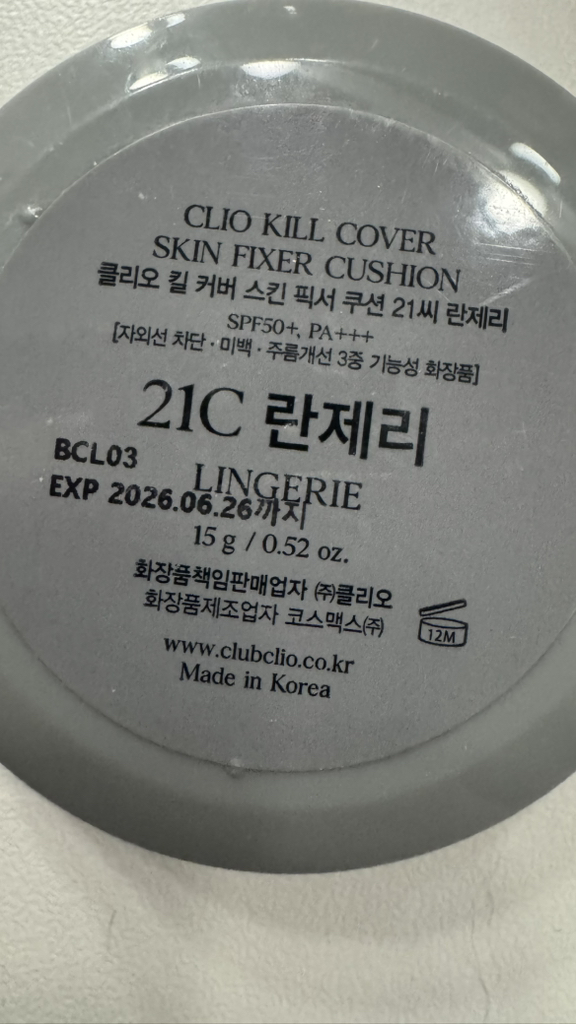 CLIO KILL COVER
SKIN FIXER CUSHION
클리오 킬 커버 스킨 픽서 쿠션 21씨 란제리
SPF50+, PA+++
[자외선 차단 · 미백 · 주름개선 3중 기능성 화장품]
21C 란제리
BCL03
LINGERIE
EXP 2026.06.26까지
15 g / 0.52 oz.
화장품책임판매업자 ㈜클리오
화장품제조업자 코스맥스㈜
12M
www.clubclio.co.kr
Made in Korea